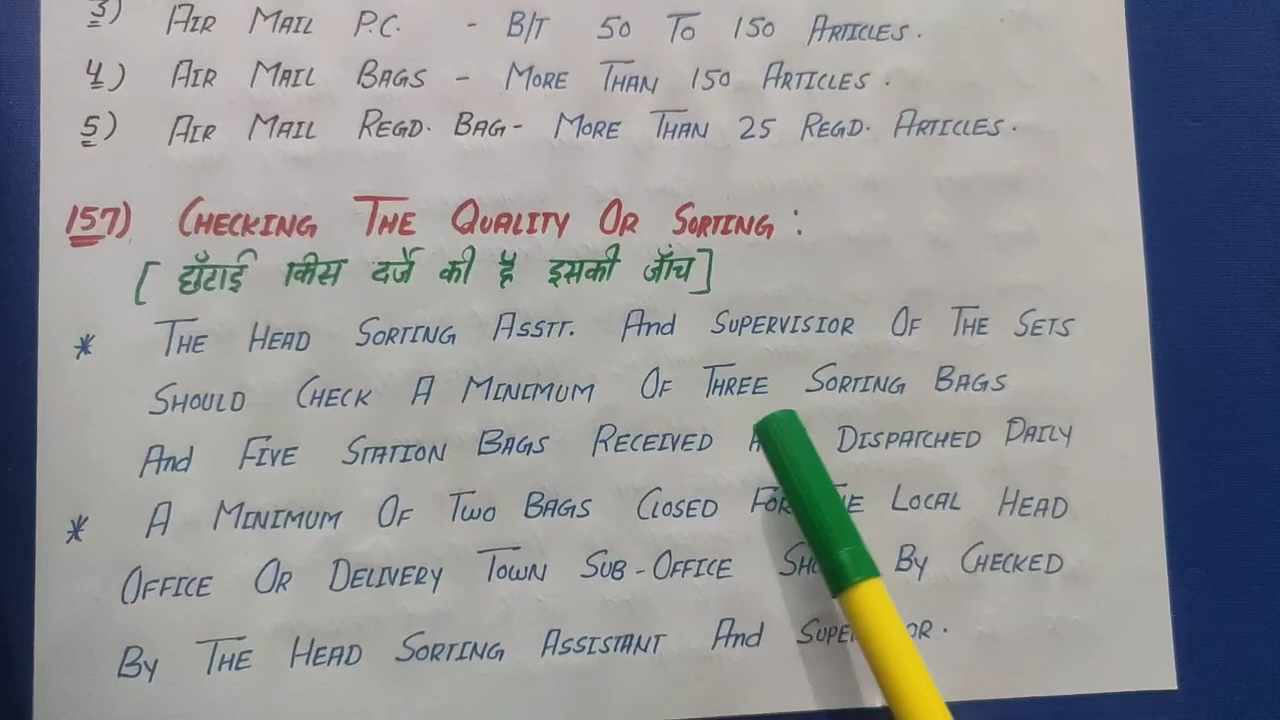 3) AIR MAIL P.C. - B/T 50 TO 150 ARTICLES.
4) AIR MAIL BAGS - MORE THAN 150 ARTICLES.
5) AIR MAIL REGD. BAG - MORE THAN 25 REGD. ARTICLES.
157) CHECKING THE QUALITY OR SORTING:
[छँटाई किस दर्जे की है इसकी जाँच]
* THE HEAD SORTING ASSTT. And SUPERVISIOR OF THE SETS
SHOULD CHECK A MINIMUM OF THREE SORTING BAGS
And FIVE STATION BAGS RECEIVED DISPATCHED DAILY
* A MINIMUM OF TWO BAGS CLOSED FOR LOCAL HEAD
OFFICE OR DELIVERY TOWN SUB-OFFICE BY CHECKED
BY THE HEAD SORTING ASSISTANT And